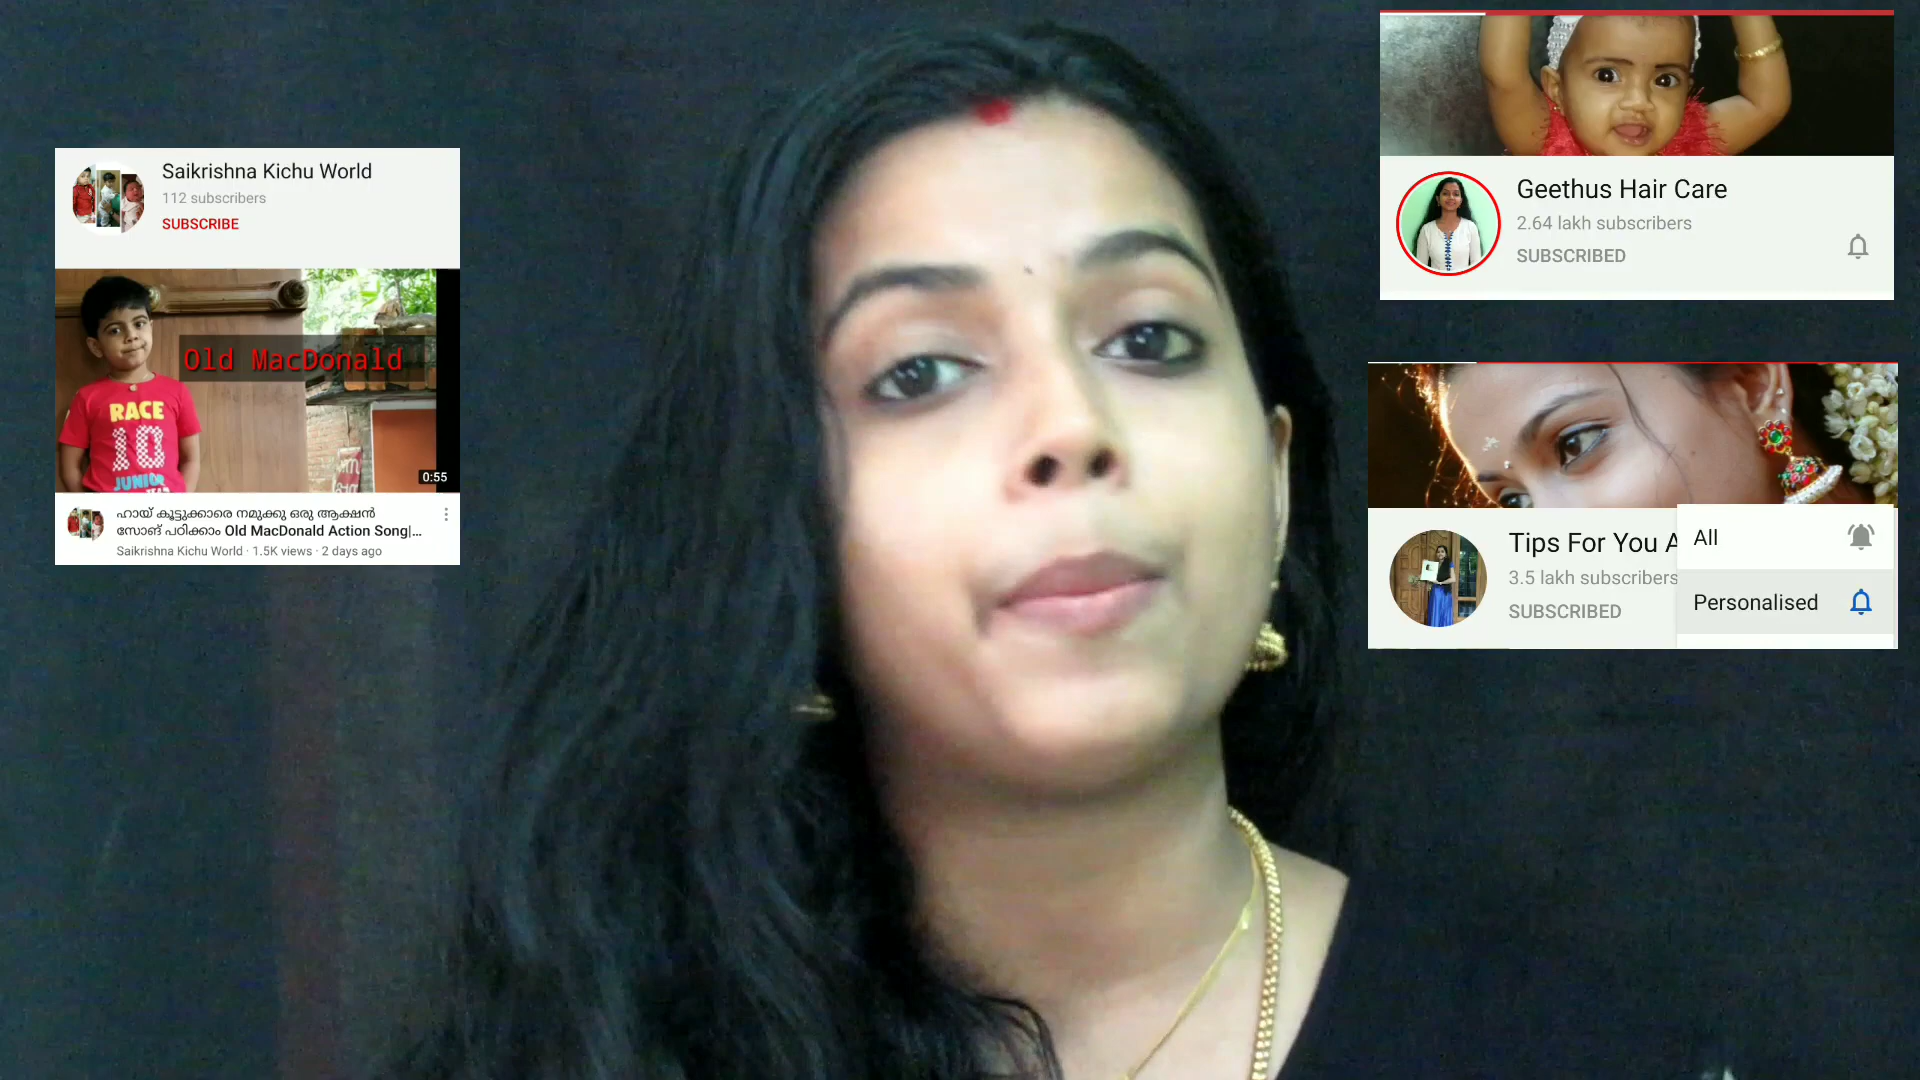 Saikrishna Kichu World
112 subscribers
SUBSCRIBE
Old MacDonald
RACE
10
JUNIOR
0:55
ഹായ് കൂട്ടുക്കാരെ നമുക്കു ഒരു ആക്ഷൻ
സോങ് പഠിക്കാം Old MacDonald Action Song|...
Saikrishna Kichu World · 1.5K views · 2 days ago
Geethus Hair Care
2.64 lakh subscribers
SUBSCRIBED
Tips For You A
3.5 lakh subscribers
SUBSCRIBED
All
Personalised